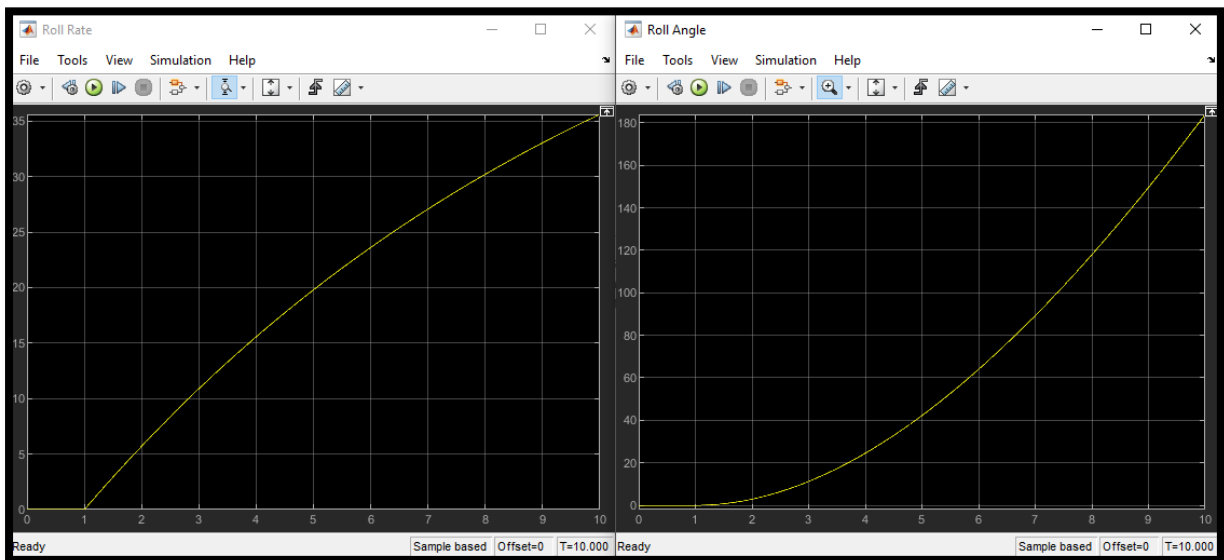 Roll Rate
File Tools View Simulation Help
35
30
25
20
15
10
5
0
0 1 2 3 4 5 6 7 8 9 10
Ready Sample based Offset=0 T=10.000
Roll Angle
File Tools View Simulation Help
180
160
140
120
100
80
60
40
20
0
0 1 2 3 4 5 6 7 8 9 10
Ready Sample based Offset=0 T=10.000